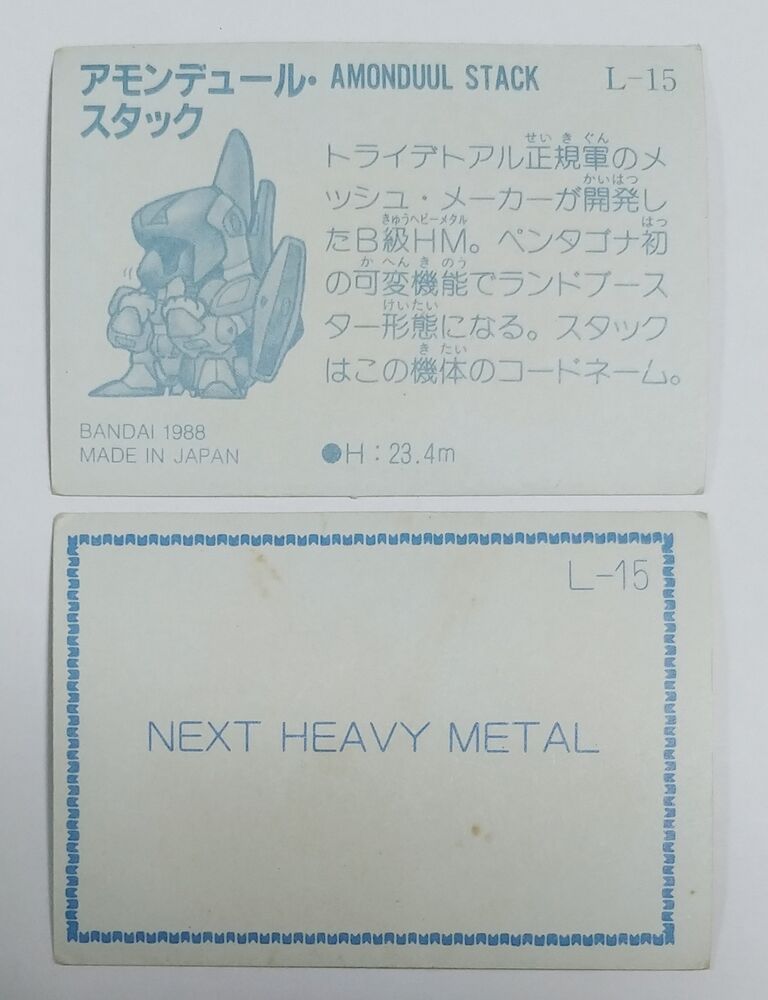 アモンデュール・ AMONDUUL STACK L-15
スタック
トライデトアル正規軍のメ
ッシュ・メーカーが開発し
たB級HM。ペンタゴナ初
の可変機能でランドブース
ター形態になる。スタック
はこの機体のコードネーム。
せいきぐん
かいはつ
きゅうヘビーメタル
はつ
かへんきのう
けいたい
きたい
BANDAI 1988
MADE IN JAPAN
●H：23.4m
L-15
NEXT HEAVY METAL